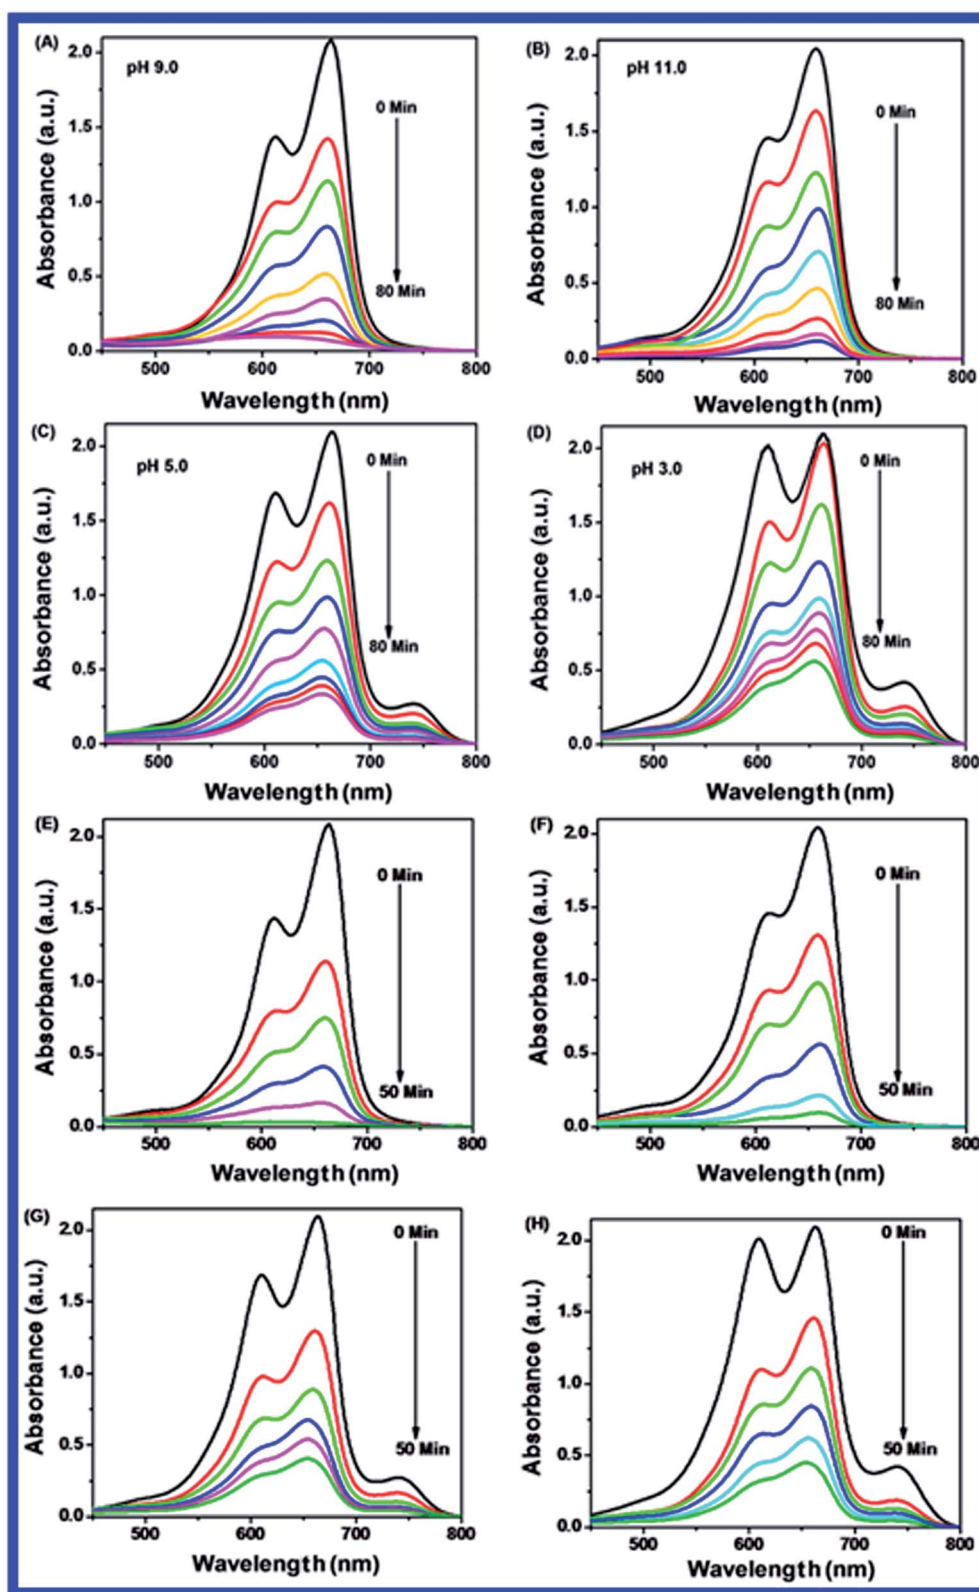 (A)
pH 9.0
0 Min
80 Min
Absorbance (a.u.)
2.0
1.5
1.0
0.5
0.0
500 600 700 800
Wavelength (nm)
(B)
pH 11.0
0 Min
80 Min
Absorbance (a.u.)
2.0
1.5
1.0
0.5
0.0
500 600 700 800
Wavelength (nm)
(C)
pH 5.0
0 Min
80 Min
Absorbance (a.u.)
2.0
1.5
1.0
0.5
0.0
500 600 700 800
Wavelength (nm)
(D)
pH 3.0
0 Min
80 Min
Absorbance (a.u.)
2.0
1.5
1.0
0.5
0.0
500 600 700 800
Wavelength (nm)
(E)
0 Min
50 Min
Absorbance (a.u.)
2.0
1.5
1.0
0.5
0.0
500 600 700 800
Wavelength (nm)
(F)
0 Min
50 Min
Absorbance (a.u.)
2.0
1.5
1.0
0.5
0.0
500 600 700 800
Wavelength (nm)
(G)
0 Min
50 Min
Absorbance (a.u.)
2.0
1.5
1.0
0.5
0.0
500 600 700 800
Wavelength (nm)
(H)
0 Min
50 Min
Absorbance (a.u.)
2.0
1.5
1.0
0.5
0.0
500 600 700 800
Wavelength (nm)